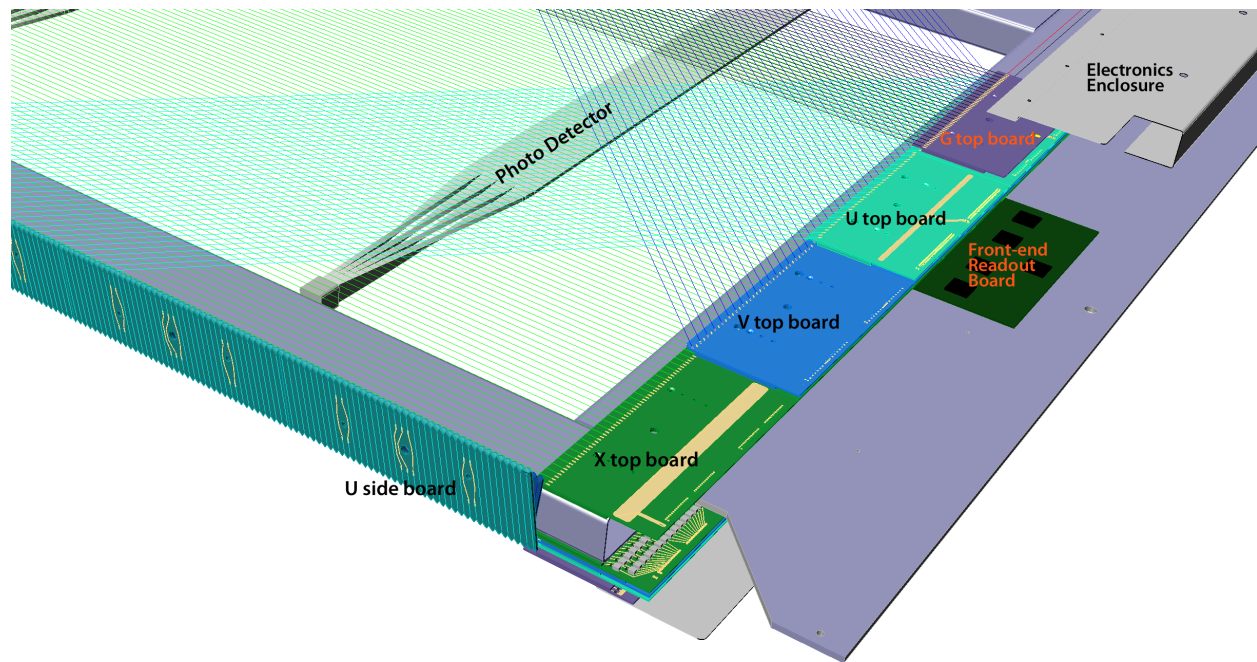 Electronics
Enclosure
Photo Detector
G top board
U top board
Front-end
Readout
Board
V top board
X top board
U side board